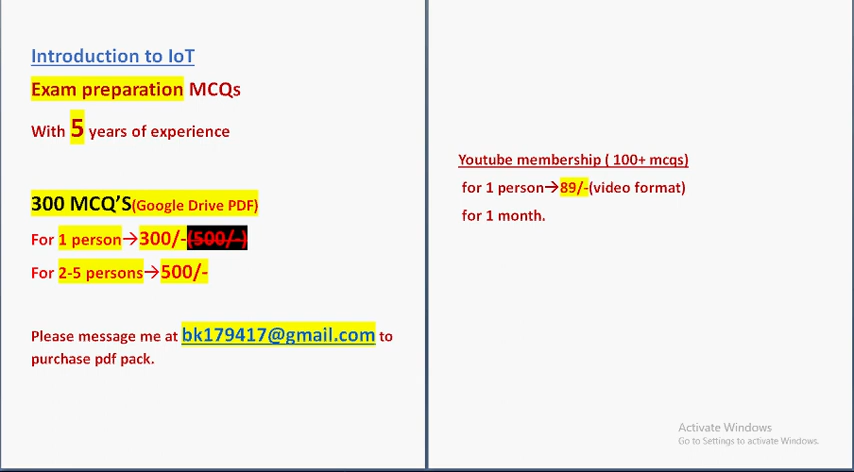 Introduction to IoT
Exam preparation MCQs
With 5 years of experience
300 MCQ'S(Google Drive PDF)
For 1 person→300/-(500/-)
For 2-5 persons→500/-
Please message me at bk179417@gmail.com to
purchase pdf pack.
Youtube membership ( 100+ mcqs)
for 1 person→89/-(video format)
for 1 month.
Activate Windows
Go to Settings to activate Windows.